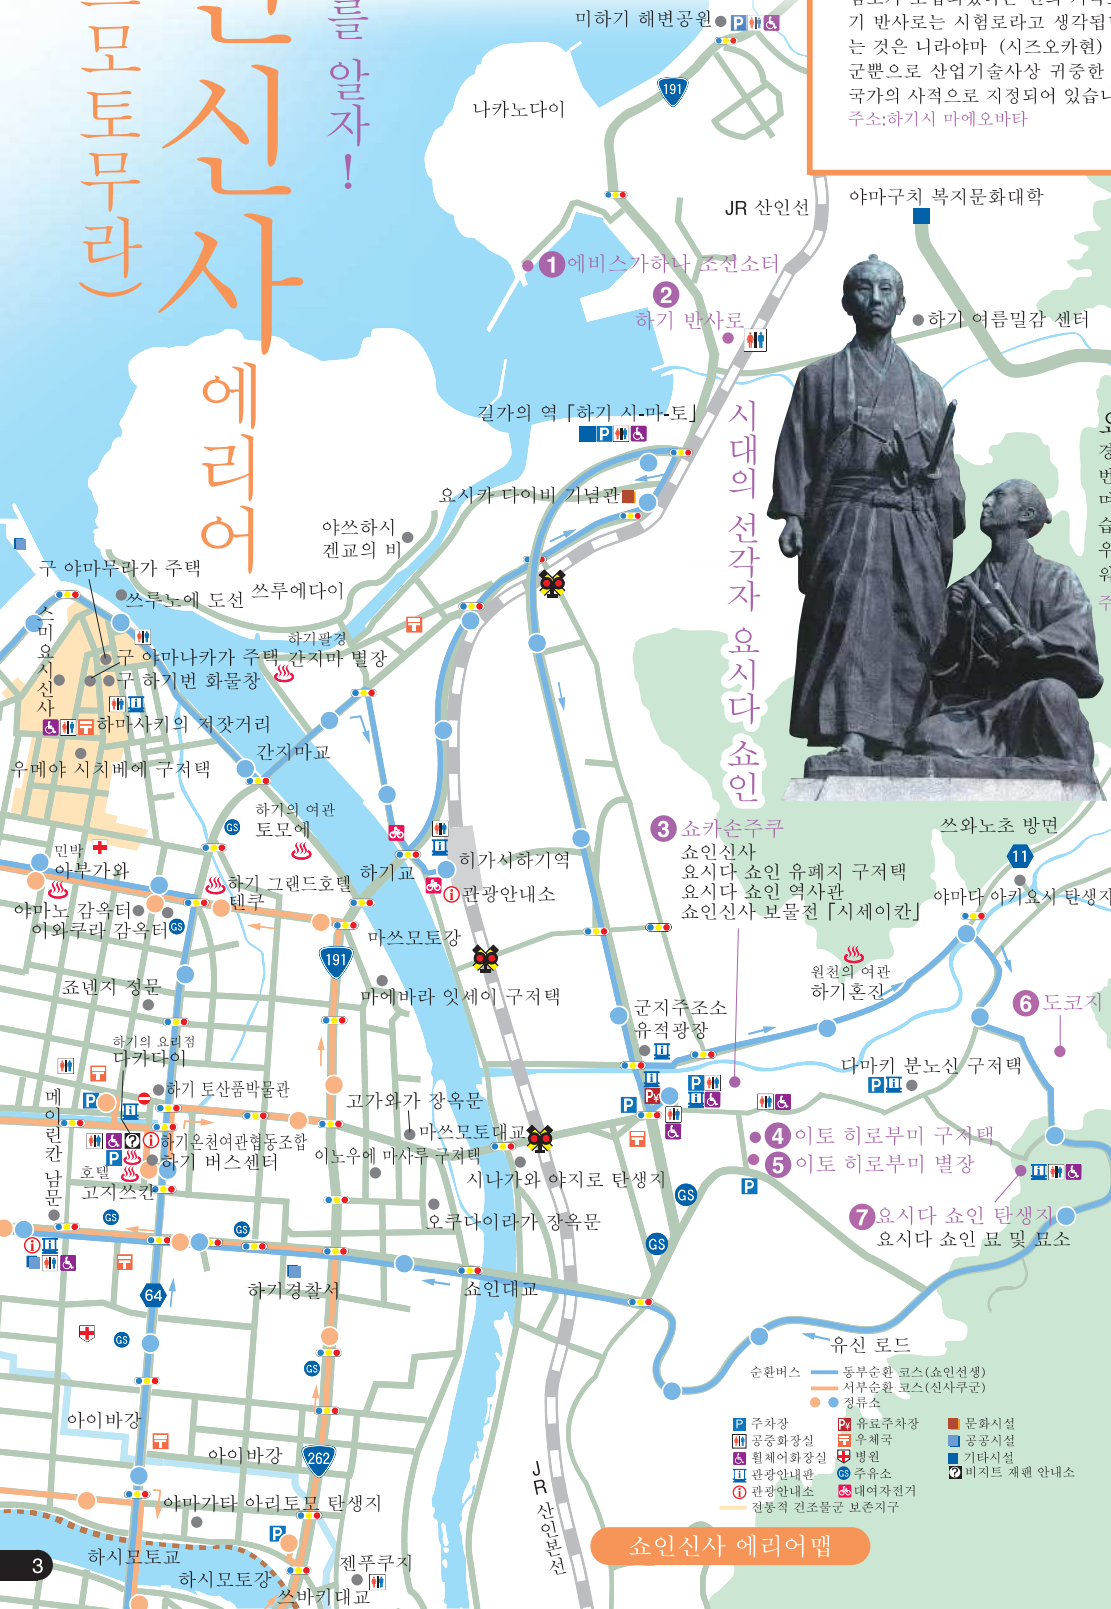 모토무라)
신사
에리어
를 알자!
기 반사로는 시험로라고 생각됩
는 것은 니라야마 (시즈오카현)
군뿐으로 산업기술사상 귀중한
국가의 사적으로 지정되어 있습니
주소:하기시 마에오바타
미하기 해변공원
P
191
나카노다이
JR 산인선
야마구치 복지문화대학
1 에비스가하나 조선소터
2
하기 반사로
하기 여름밀감 센터
길가의 역 「하기 시-마-토」
P
시대의 선각자 요시다 쇼인
요시카 다이비 기념관
야쓰하시
겐교의 비
구 야마무라가 주택
쓰루노에 도선
쓰루에다이
스미요시신사
하기팔경
구 야마나카가 주택
간지마 별장
구 하기번 화물창
하마사키의 저잣거리
우메야 시치베에 구저택
간지마교
GS
하기의 여관
토모에
3 쇼카손주쿠
쇼인신사
요시다 쇼인 유폐지 구저택
요시다 쇼인 역사관
쇼인신사 보물전 「시세이칸」
쓰와노초 방면
11
야마다 아키요시 탄생지
민박
아부가와
하기교
히가시하기역
관광안내소
하기 그랜드호텔
텐쿠
야마노 감옥터
이와쿠라 감옥터
GS
마쓰모토강
191
원천의 여관
하기혼진
죠넨지 정문
마에바라 잇세이 구저택
군지주조소
유적광장
6 도코지
하기의 요리점
다카다이
다마키 분노신 구저택
P
하기 토산품박물관
메이린칸 남문
P
고가와가 장옥문
P
P¥
P
마쓰모토대교
4 이토 히로부미 구저택
5 이토 히로부미 별장
하기온천여관협동조합
?
P
하기 버스센터
이노우에 마사루 구저택
호텔
고지쓰칸
시나가와 야지로 탄생지
GS
P
7 요시다 쇼인 탄생지
요시다 쇼인 묘 및 묘소
GS
GS
오쿠다이라가 장옥문
GS
64
하기경찰서
쇼인대교
GS
유신 로드
GS
순환버스
동부순환 코스(쇼인선생)
서부순환 코스(신사쿠군)
정류소
P 주차장
P¥ 유료주차장
문화시설
공중화장실
우체국
공공시설
휠체어화장실
병원
기타시설
관광안내판
GS 주유소
? 비지트 재팬 안내소
관광안내소
대여자전거
전통적 건조물군 보존지구
아이바강
아이바강
262
JR 산인본선
야마가타 아리토모 탄생지
P
쇼인신사 에리어맵
3
하시모토교
하시모토강
젠푸쿠지
쓰바키대교